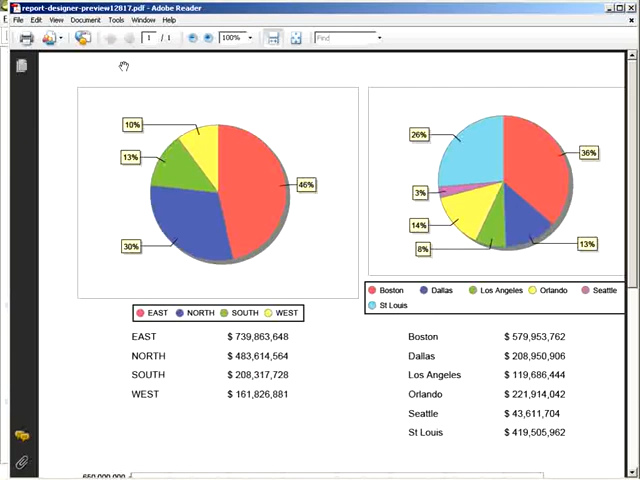 report-designer-preview12817.pdf - Adobe Reader
File Edit View Document Tools Window Help
1 / 1 100% Find
10%
13%
46%
30%
26%
36%
3%
14%
8%
13%
EAST NORTH SOUTH WEST
Boston Dallas Los Angeles Orlando Seattle
St Louis
EAST $ 739,863,648
NORTH $ 483,614,564
SOUTH $ 208,317,728
WEST $ 161,826,881
Boston $ 579,953,762
Dallas $ 208,950,906
Los Angeles $ 119,686,444
Orlando $ 221,914,042
Seattle $ 43,611,704
St Louis $ 419,505,962